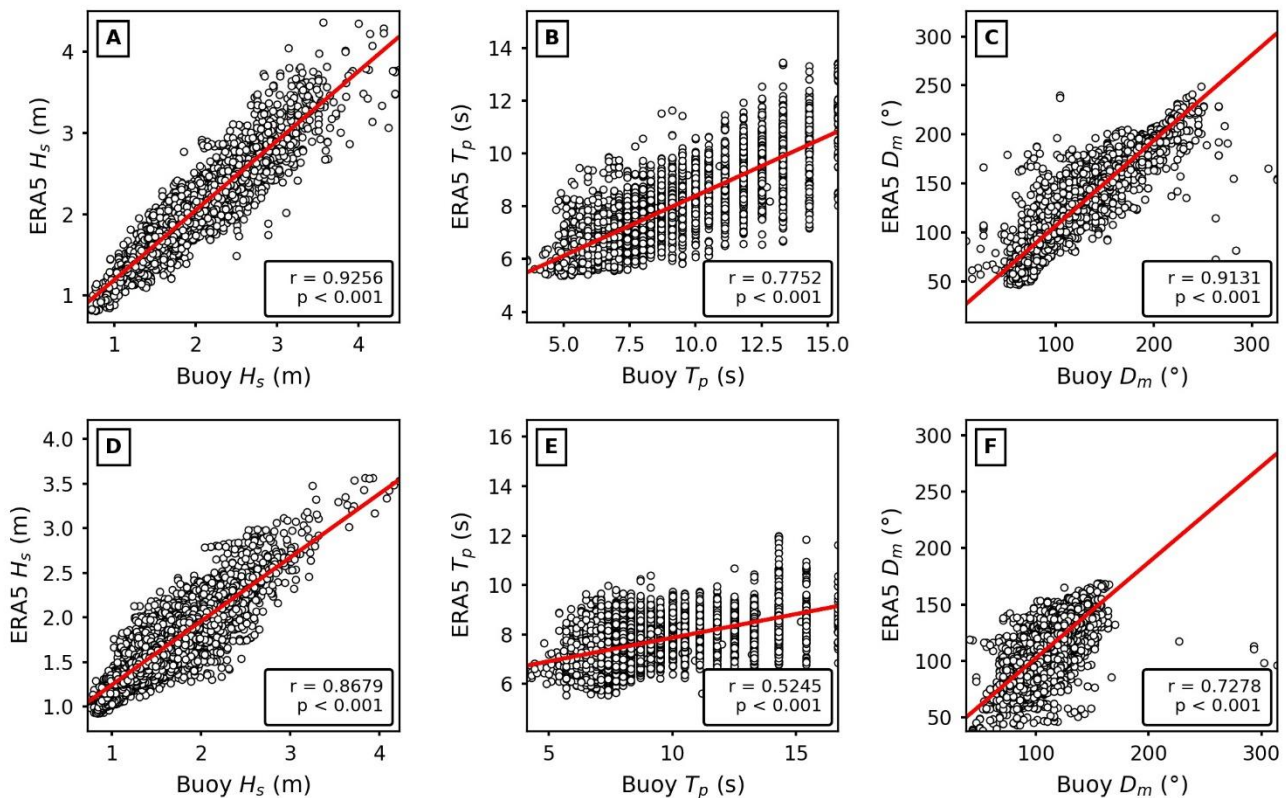 A
ERA5 Hs (m)
4
3
2
1
1 2 3 4
Buoy Hs (m)
r = 0.9256
p < 0.001
B
ERA5 Tp (s)
14
12
10
8
6
4
5.0 7.5 10.0 12.5 15.0
Buoy Tp (s)
r = 0.7752
p < 0.001
C
ERA5 Dm (°)
300
250
200
150
100
50
100 200 300
Buoy Dm (°)
r = 0.9131
p < 0.001
D
ERA5 Hs (m)
4.0
3.5
3.0
2.5
2.0
1.5
1.0
1 2 3 4
Buoy Hs (m)
r = 0.8679
p < 0.001
E
ERA5 Tp (s)
16
14
12
10
8
6
5 10 15
Buoy Tp (s)
r = 0.5245
p < 0.001
F
ERA5 Dm (°)
300
250
200
150
100
50
100 200 300
Buoy Dm (°)
r = 0.7278
p < 0.001